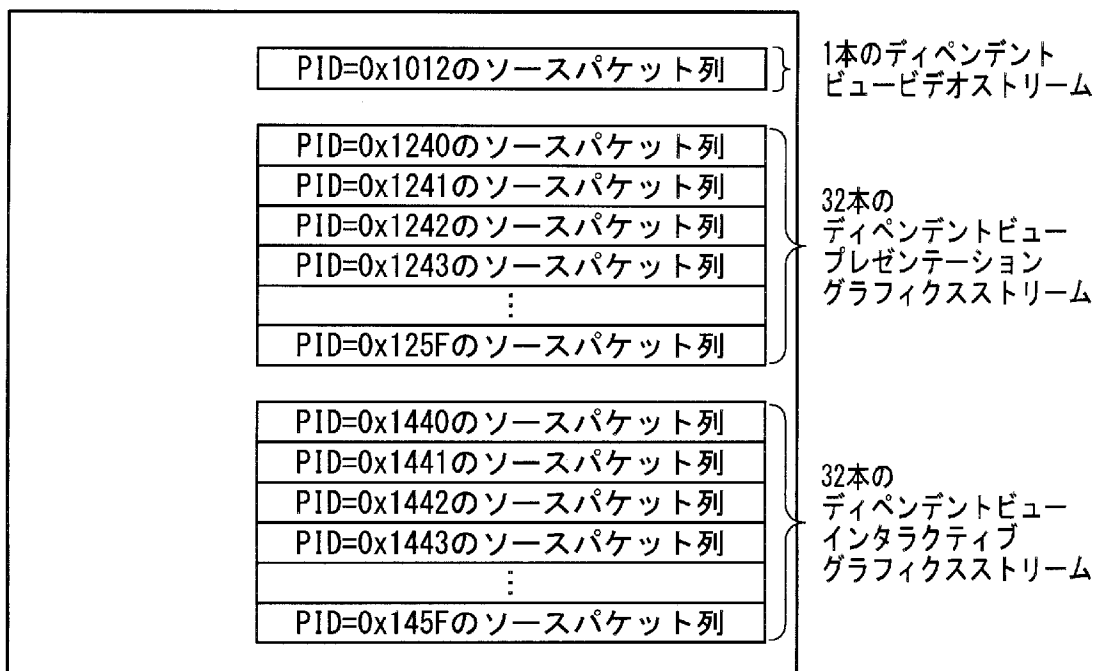 PID=0x1012のソースパケット列
1本のディペンデント
ビュービデオストリーム
PID=0x1240のソースパケット列
PID=0x1241のソースパケット列
PID=0x1242のソースパケット列
PID=0x1243のソースパケット列
⋮
PID=0x125Fのソースパケット列
32本の
ディペンデントビュー
プレゼンテーション
グラフィクスストリーム
PID=0x1440のソースパケット列
PID=0x1441のソースパケット列
PID=0x1442のソースパケット列
PID=0x1443のソースパケット列
⋮
PID=0x145Fのソースパケット列
32本の
ディペンデントビュー
インタラクティブ
グラフィクスストリーム